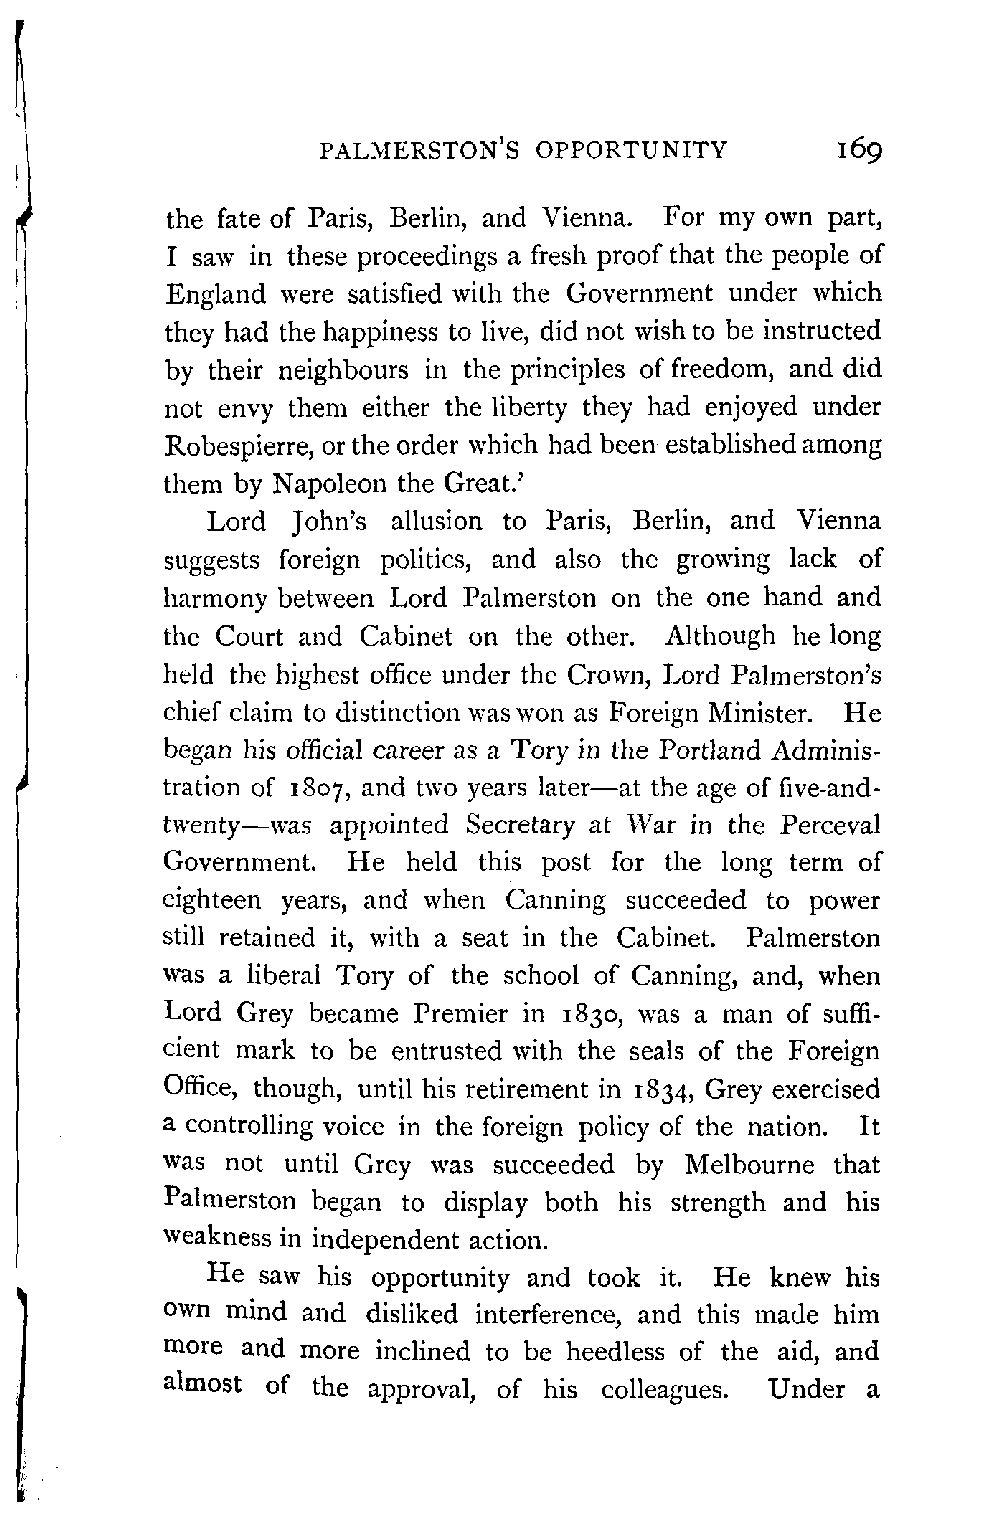 PALMERSTON'S OPPORTUNITY 169
the fate of Paris, Berlin, and Vienna. For my own part,
I saw in these proceedings a fresh proof that the people of
England were satisfied with the Government under which
they had the happiness to live, did not wish to be instructed
by their neighbours in the principles of freedom, and did
not envy them either the liberty they had enjoyed under
Robespierre, or the order which had been established among
them by Napoleon the Great.'
Lord John's allusion to Paris, Berlin, and Vienna
suggests foreign politics, and also the growing lack of
harmony between Lord Palmerston on the one hand and
the Court and Cabinet on the other. Although he long
held the highest office under the Crown, Lord Palmerston's
chief claim to distinction was won as Foreign Minister. He
began his official career as a Tory in the Portland Adminis-
tration of 1807, and two years later—at the age of five-and-
twenty—was appointed Secretary at War in the Perceval
Government. He held this post for the long term of
eighteen years, and when Canning succeeded to power
still retained it, with a seat in the Cabinet. Palmerston
was a liberal Tory of the school of Canning, and, when
Lord Grey became Premier in 1830, was a man of suffi-
cient mark to be entrusted with the seals of the Foreign
Office, though, until his retirement in 1834, Grey exercised
a controlling voice in the foreign policy of the nation. It
was not until Grey was succeeded by Melbourne that
Palmerston began to display both his strength and his
weakness in independent action.
He saw his opportunity and took it. He knew his
own mind and disliked interference, and this made him
more and more inclined to be heedless of the aid, and
almost of the approval, of his colleagues. Under a